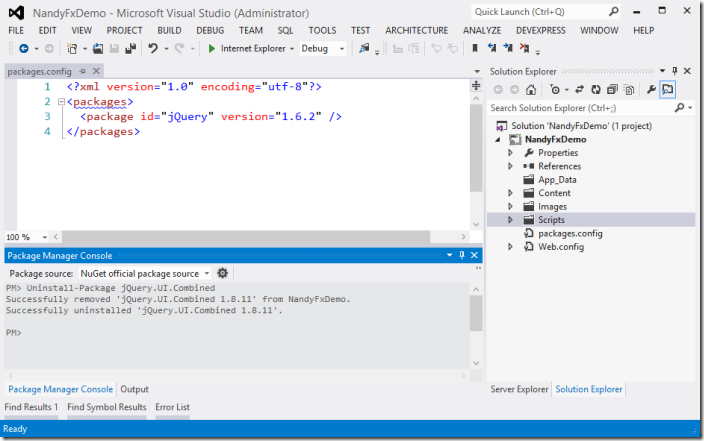 NandyFxDemo - Microsoft Visual Studio (Administrator)
Quick Launch (Ctrl+Q)
FILE EDIT VIEW PROJECT BUILD DEBUG TEAM SQL TOOLS TEST ARCHITECTURE ANALYZE DEVEXPRESS WINDOW HELP
Internet Explorer Debug
packages.config
1 <?xml version="1.0" encoding="utf-8"?>
2 <packages>
3 <package id="jQuery" version="1.6.2" />
4 </packages>
100 %
Package Manager Console
Package source: NuGet official package source
PM> Uninstall-Package jQuery.UI.Combined
Successfully removed 'jQuery.UI.Combined 1.8.11' from NandyFxDemo.
Successfully uninstalled 'jQuery.UI.Combined 1.8.11'.
PM>
Package Manager Console Output
Find Results 1 Find Symbol Results Error List
Ready
Solution Explorer
Search Solution Explorer (Ctrl+;)
Solution 'NandyFxDemo' (1 project)
NandyFxDemo
Properties
References
App_Data
Content
Images
Scripts
packages.config
Web.config
Server Explorer Solution Explorer